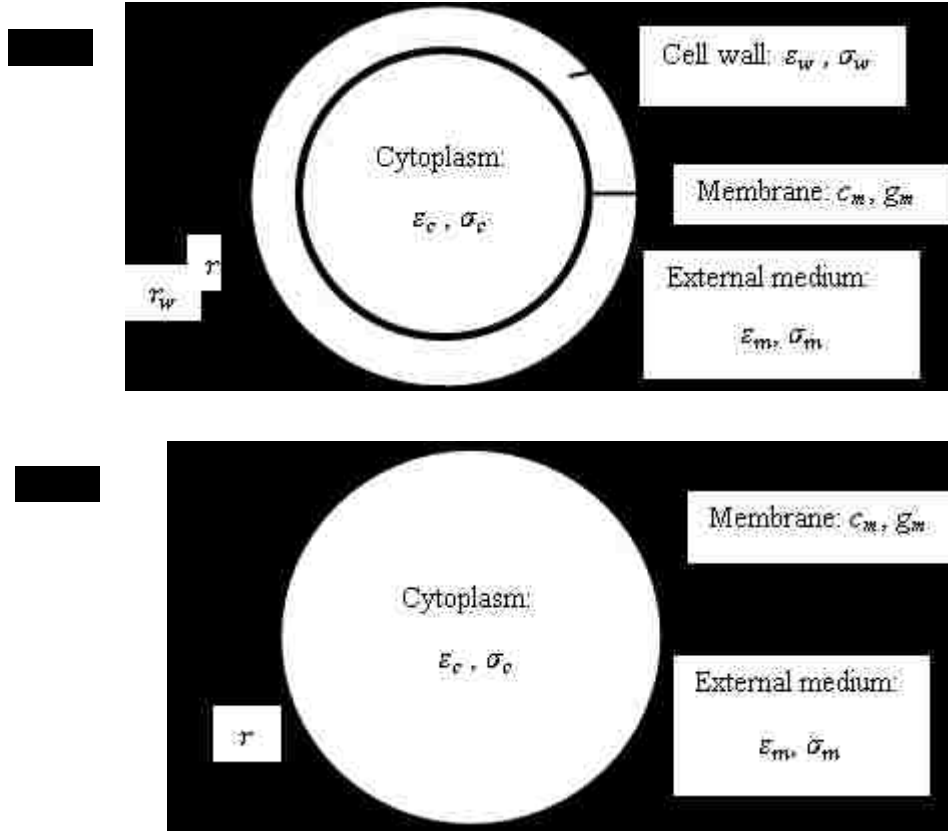 Cell wall: εw , σw
Cytoplasm:
εc , σc
Membrane: cm, gm
External medium:
εm, σm
r
rw
Membrane: cm, gm
Cytoplasm:
εc , σc
External medium:
εm, σm
r